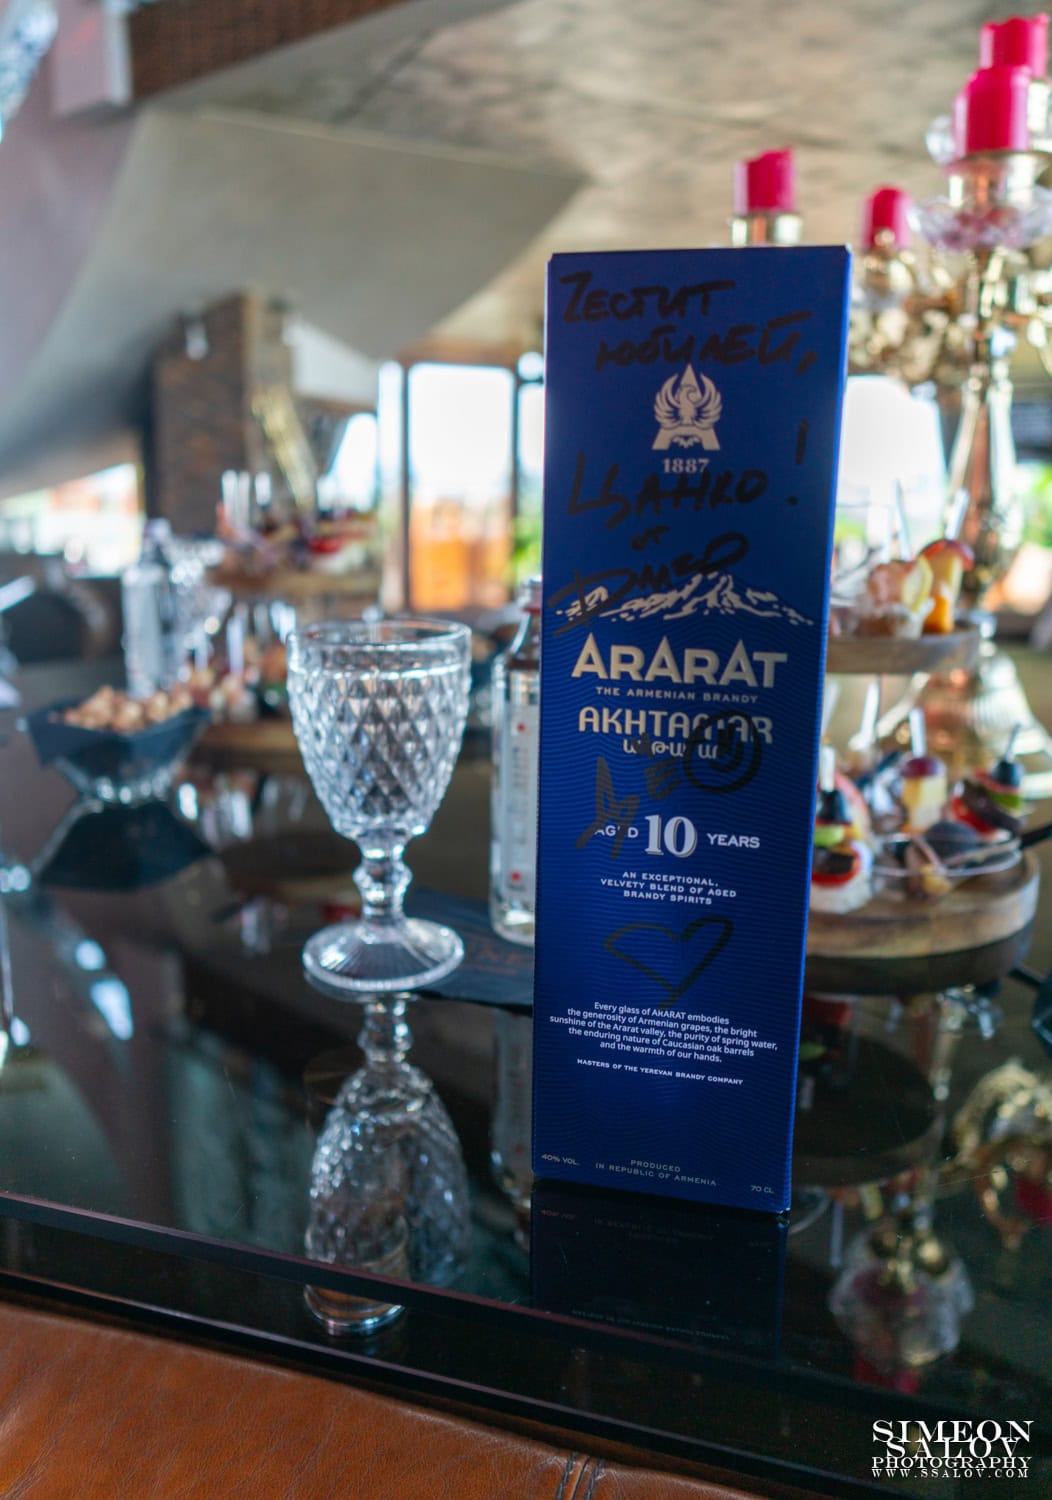 Честит
юбилей,
1887
Цанко!
от
ARARAT
THE ARMENIAN BRANDY
AKHTAMAR
AGED 10 YEARS
AN EXCEPTIONAL,
VELVETY BLEND OF AGED
BRANDY SPIRITS
Every glass of ARARAT embodies
the generosity of Armenian grapes, the bright
sunshine of the Ararat valley, the purity of spring water,
the enduring nature of Caucasian oak barrels
and the warmth of our hands.
MASTERS OF THE YEREVAN BRANDY COMPANY
40% VOL.
PRODUCED
IN REPUBLIC OF ARMENIA
70 CL
SIMEON
SALOV
PHOTOGRAPHY
WWW.SSALOV.COM